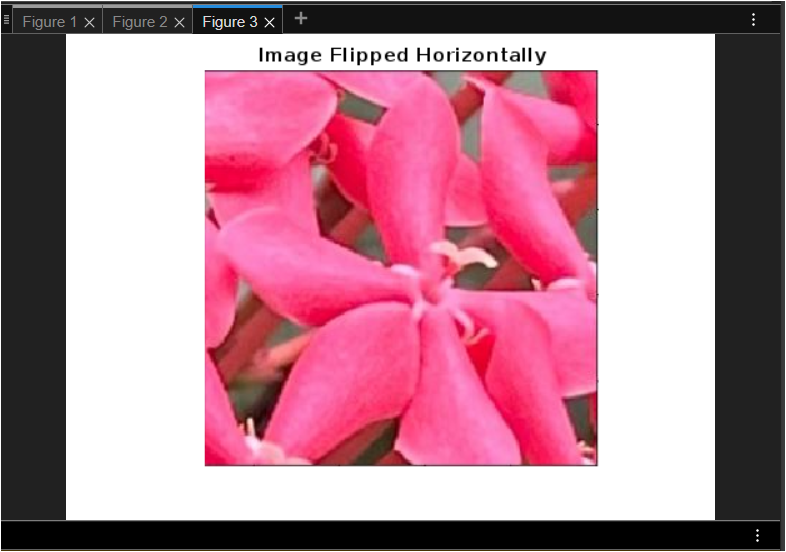 Figure 1 × Figure 2 × Figure 3 × +
Image Flipped Horizontally